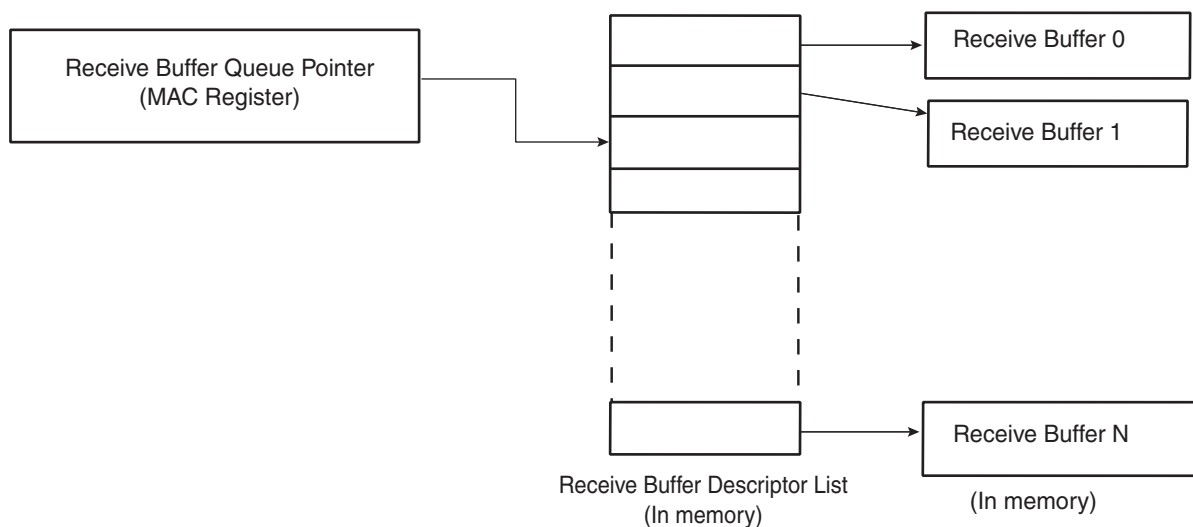 Receive Buffer Queue Pointer
(MAC Register)
Receive Buffer 0
Receive Buffer 1
Receive Buffer N
Receive Buffer Descriptor List
(In memory)
(In memory)